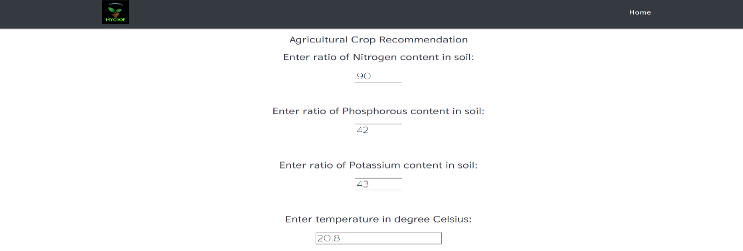 MYCROP
Home
Agricultural Crop Recommendation
Enter ratio of Nitrogen content in soil:
90
Enter ratio of Phosphorous content in soil:
42
Enter ratio of Potassium content in soil:
43
Enter temperature in degree Celsius:
20.8